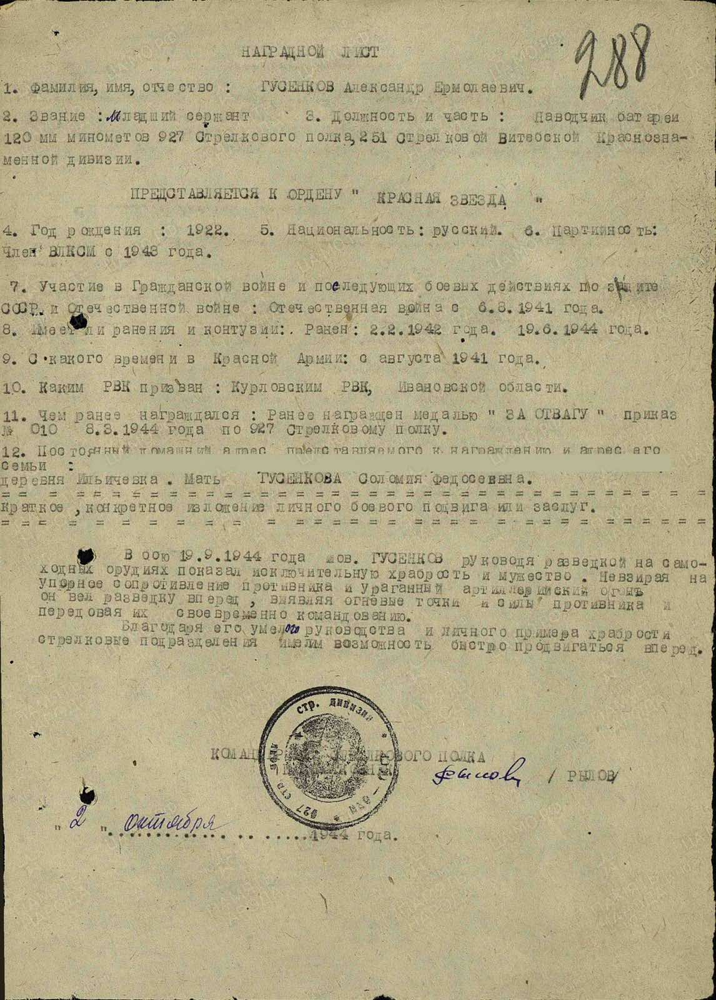 288
НАГРАДНОЙ ЛИСТ
1. Фамилия, имя, отчество : ГУСЕНКОВ Александр Ермолаевич.
2. Звание : Младший сержант 3. Должность и часть : Наводчик батареи
120 мм минометов 927 Стрелкового полка, 251 Стрелковой Витебской Краснозна-
менной дивизии.
ПРЕДСТАВЛЯЕТСЯ К ОРДЕНУ " КРАСНАЯ ЗВЕЗДА "
4. Год рождения : 1922. 5. Национальность: русский. 6. Партийность:
Член ВЛКСМ с 1943 года.
7. Участие в Гражданской войне и последующих боевых действиях по защите
СССР. и Отечественной войне : Отечественная война с 6.8.1941 года.
8. Имеет ли ранения и контузии: Ранен: 2.2.1942 года. 19.6.1944 года.
9. С какого времени в Красной Армии: с августа 1941 года.
10. Каким РВК призван : Курловским РВК, Ивановской области.
11. Чем ранее награждался : Ранее награжден медалью " ЗА ОТВАГУ " приказ
№ 010 8.3.1944 года по 927 Стрелковому полку.
12. Постоянный домашний адрес представляемого к награждению и адрес его
семьи :
деревня Ильичевка. Мать ГУСЕНКОВА Соломия Федосеевна.
Краткое, конкретное изложение личного боевого подвига или заслуг.
В бою 19.9.1944 года тов. ГУСЕНКОВ руководя разведкой на само-
ходных орудиях показал исключительную храбрость и мужество. Невзирая на
упорное сопротивление противника и ураганный артиллерийский огонь
он вел разведку вперед, выявляя огневые точки и силы противника и
передовая их своевременно командованию.
Благодаря его умелого руководства и личного примера храбрости
стрелковые подразделения имелим возможность быстро продвигаться вперед.
стр. дивизии
927 стр
КОМАНДИР СТРЕЛКОВОГО ПОЛКА
Рылов / РЫЛОВ/
" 2 " октября 1944 года.